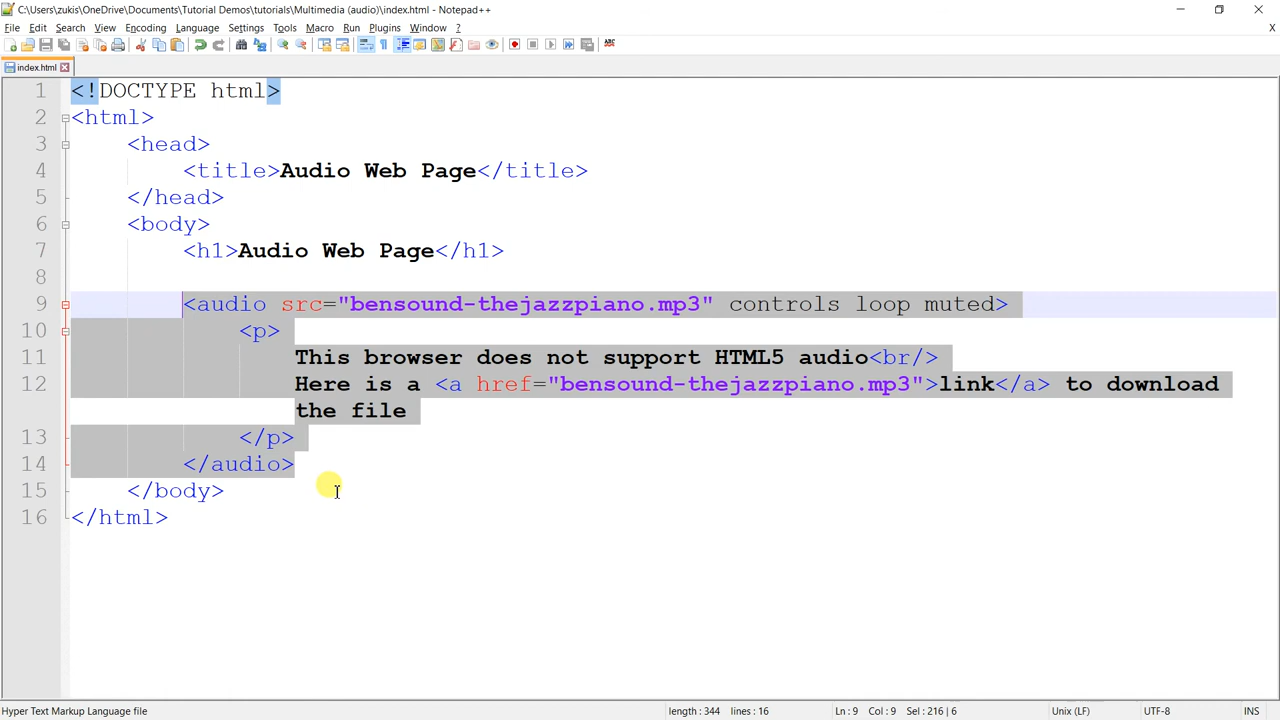 C:\Users\zukis\OneDrive\Documents\Tutorial Demos\tutorials\Multimedia (audio)\index.html - Notepad++
File Edit Search View Encoding Language Settings Tools Macro Run Plugins Window ? X
index.html
1 <!DOCTYPE html>
2 <html>
3 <head>
4 <title>Audio Web Page</title>
5 </head>
6 <body>
7 <h1>Audio Web Page</h1>
8
9 <audio src="bensound-thejazzpiano.mp3" controls loop muted>
10 <p>
11 This browser does not support HTML5 audio<br/>
12 Here is a <a href="bensound-thejazzpiano.mp3">link</a> to download
the file
13 </p>
14 </audio>
15 </body>
16 </html>
Hyper Text Markup Language file length : 344 lines : 16 Ln : 9 Col : 9 Sel : 216 | 6 Unix (LF) UTF-8 INS